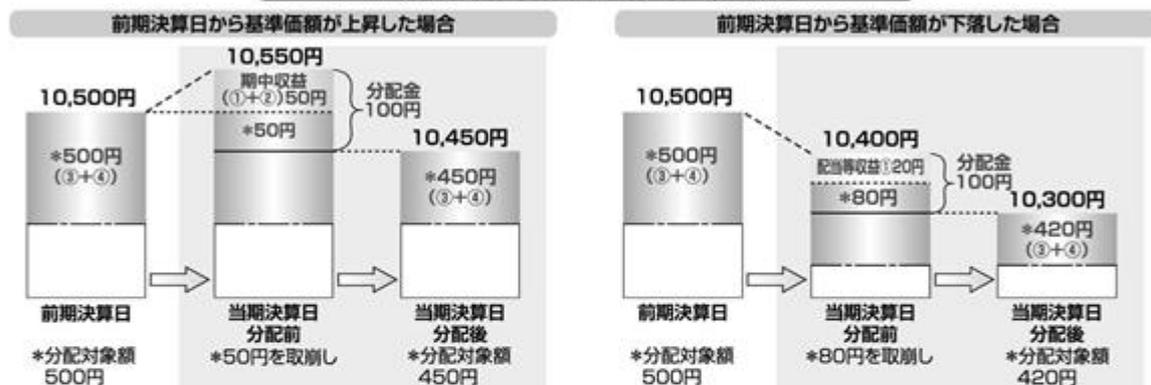 前期決算日から基準価額が上昇した場合
10,550円
期中収益
(①+②)50円
分配金
100円
10,500円
*50円
10,450円
*500円
(③+④)
*450円
(③+④)
前期決算日
当期決算日
分配前
当期決算日
分配後
*分配対象額
500円
*50円を取崩し
*分配対象額
450円
前期決算日から基準価額が下落した場合
10,500円
10,400円
配当等収益①20円
分配金
100円
*500円
(③+④)
*80円
10,300円
*420円
(③+④)
前期決算日
当期決算日
分配前
当期決算日
分配後
*分配対象額
500円
*80円を取崩し
*分配対象額
420円